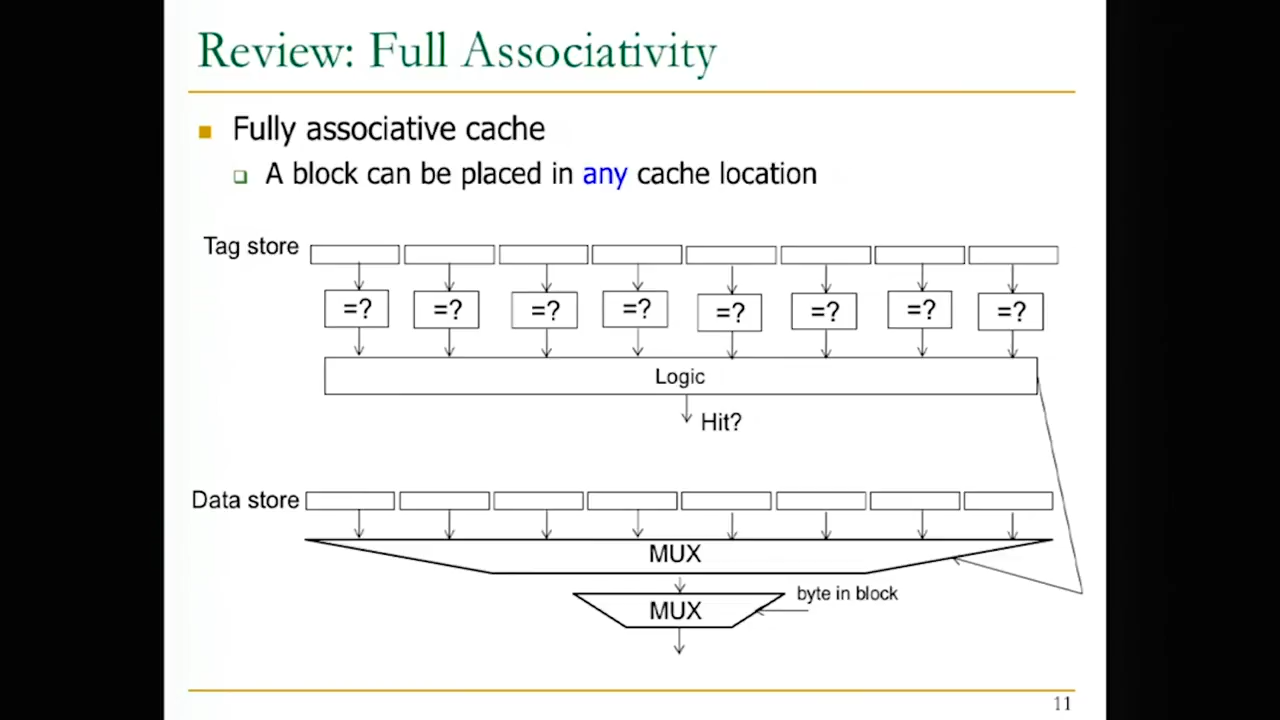 Review: Full Associativity
Fully associative cache
A block can be placed in any cache location
Tag store
=? =? =? =? =? =? =? =?
Logic
Hit?
Data store
MUX
byte in block
MUX
11